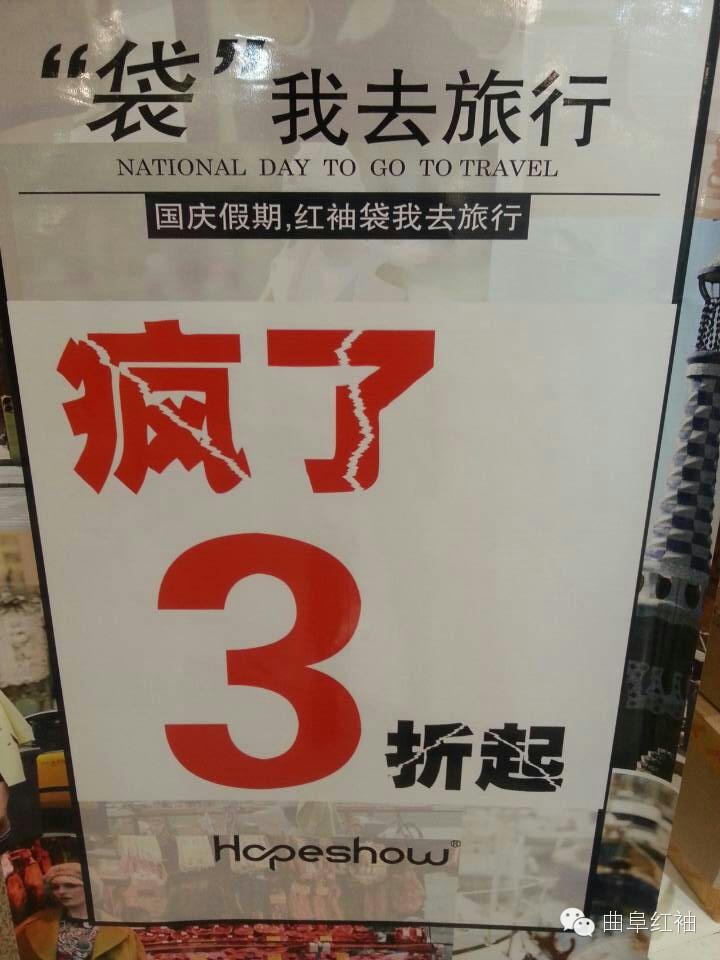 “袋”我去旅行
NATIONAL DAY TO GO TO TRAVEL
国庆假期,红袖袋我去旅行
疯了
3折起
Hopeshow®
曲阜红袖